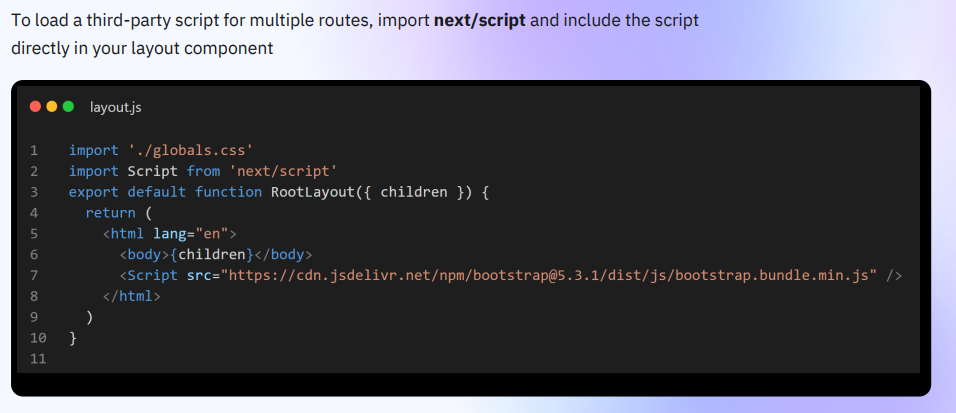 To load a third-party script for multiple routes, import next/script and include the script
directly in your layout component
layout.js
1 import './globals.css'
2 import Script from 'next/script'
3 export default function RootLayout({ children }) {
4 return (
5 <html lang="en">
6 <body>{children}</body>
7 <Script src="https://cdn.jsdelivr.net/npm/bootstrap@5.3.1/dist/js/bootstrap.bundle.min.js" />
8 </html>
9 )
10 }
11